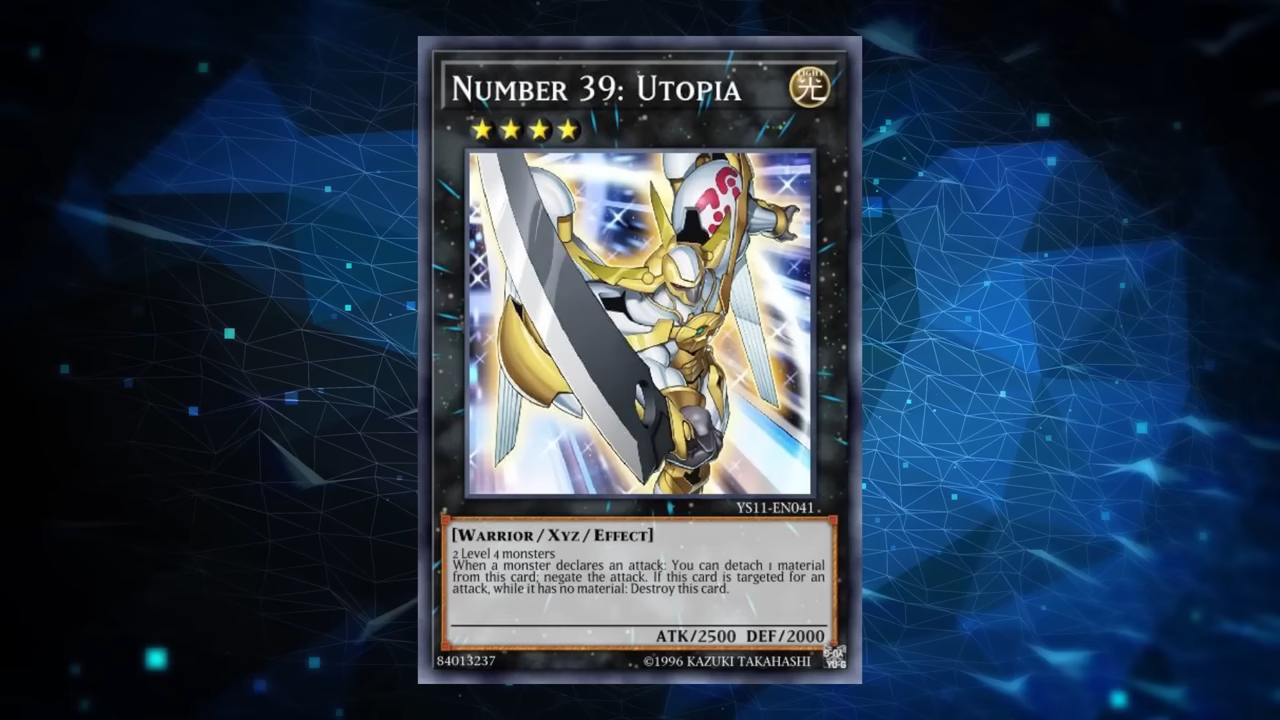 NUMBER 39: UTOPIA
LIGHT
光
YS11-EN041
[WARRIOR / XYZ / EFFECT]
2 Level 4 monsters
When a monster declares an attack: You can detach 1 material
from this card; negate the attack. If this card is targeted for an
attack, while it has no material: Destroy this card.
ATK/2500 DEF/2000
84013237
©1996 KAZUKI TAKAHASHI